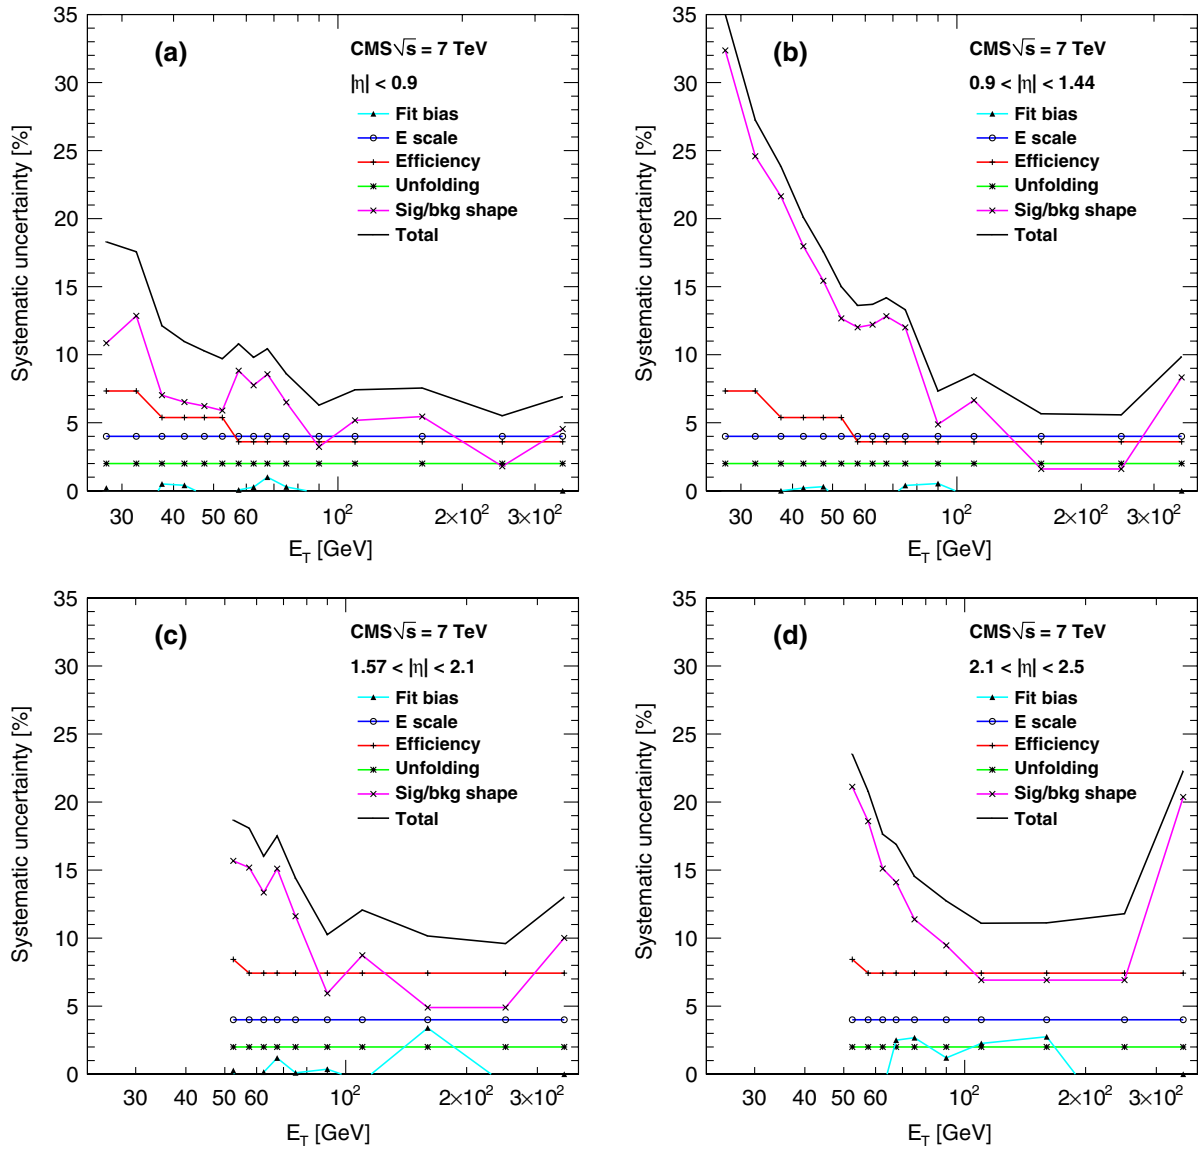 (a)
CMS√s = 7 TeV
|η| < 0.9
Fit bias
E scale
Efficiency
Unfolding
Sig/bkg shape
Total
Systematic uncertainty [%]
35
30
25
20
15
10
5
0
30 40 50 60 10² 2×10² 3×10²
E_T [GeV]
(b)
CMS√s = 7 TeV
0.9 < |η| < 1.44
Fit bias
E scale
Efficiency
Unfolding
Sig/bkg shape
Total
Systematic uncertainty [%]
35
30
25
20
15
10
5
0
30 40 50 60 10² 2×10² 3×10²
E_T [GeV]
(c)
CMS√s = 7 TeV
1.57 < |η| < 2.1
Fit bias
E scale
Efficiency
Unfolding
Sig/bkg shape
Total
Systematic uncertainty [%]
35
30
25
20
15
10
5
0
30 40 50 60 10² 2×10² 3×10²
E_T [GeV]
(d)
CMS√s = 7 TeV
2.1 < |η| < 2.5
Fit bias
E scale
Efficiency
Unfolding
Sig/bkg shape
Total
Systematic uncertainty [%]
35
30
25
20
15
10
5
0
30 40 50 60 10² 2×10² 3×10²
E_T [GeV]